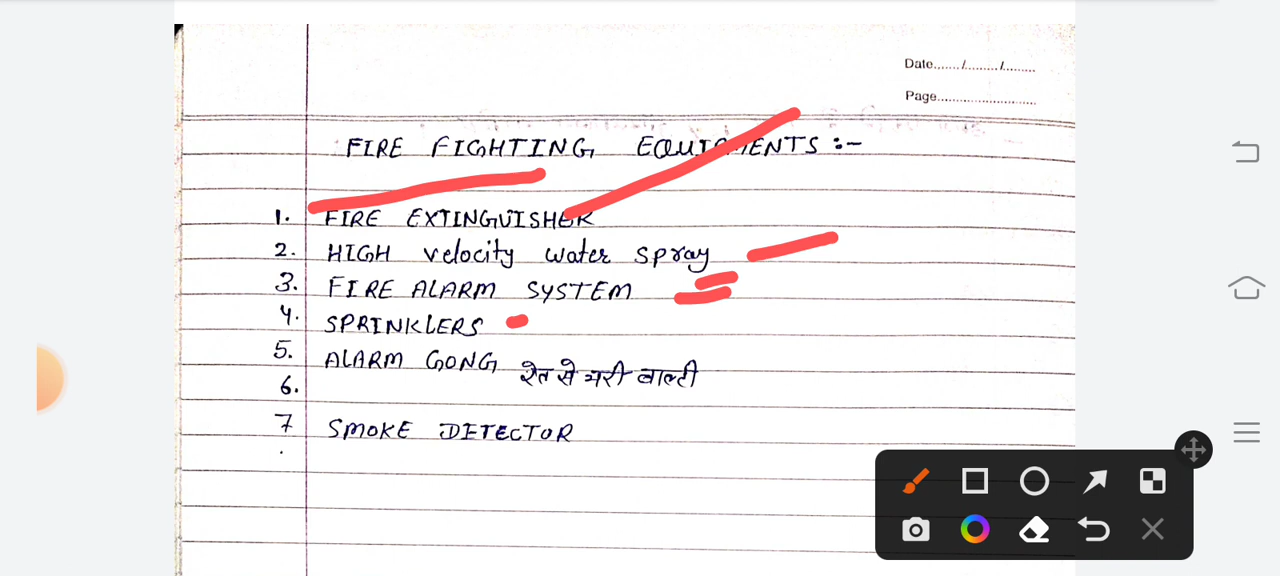 Date......./........./.........
Page...........................
FIRE FIGHTING EQUIPMENTS :-
1. FIRE EXTINGUISHER
2. HIGH velocity water spray
3. FIRE ALARM SYSTEM
4. SPRINKLERS
5. ALARM GONG
6. रेत से भरी बाल्टी
7 SMOKE DETECTOR